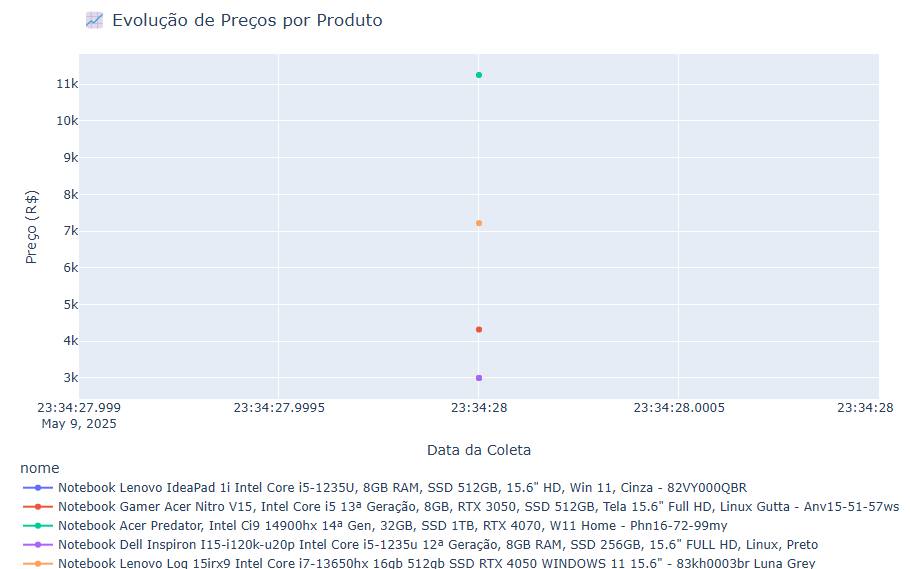 📈 Evolução de Preços por Produto
11k
10k
9k
8k
7k
6k
5k
4k
3k
Preço (R$)
23:34:27.999 23:34:27.9995 23:34:28 23:34:28.0005 23:34:28
May 9, 2025
Data da Coleta
nome
Notebook Lenovo IdeaPad 1i Intel Core i5-1235U, 8GB RAM, SSD 512GB, 15.6" HD, Win 11, Cinza - 82VY000QBR
Notebook Gamer Acer Nitro V15, Intel Core i5 13ª Geração, 8GB, RTX 3050, SSD 512GB, Tela 15.6" Full HD, Linux Gutta - Anv15-51-57ws
Notebook Acer Predator, Intel Ci9 14900hx 14ª Gen, 32GB, SSD 1TB, RTX 4070, W11 Home - Phn16-72-99my
Notebook Dell Inspiron I15-i120k-u20p Intel Core i5-1235u 12ª Geração, 8GB RAM, SSD 256GB, 15.6" FULL HD, Linux, Preto
Notebook Lenovo Loq 15irx9 Intel Core i7-13650hx 16gb 512gb SSD RTX 4050 WINDOWS 11 15.6" - 83kh0003br Luna Grey